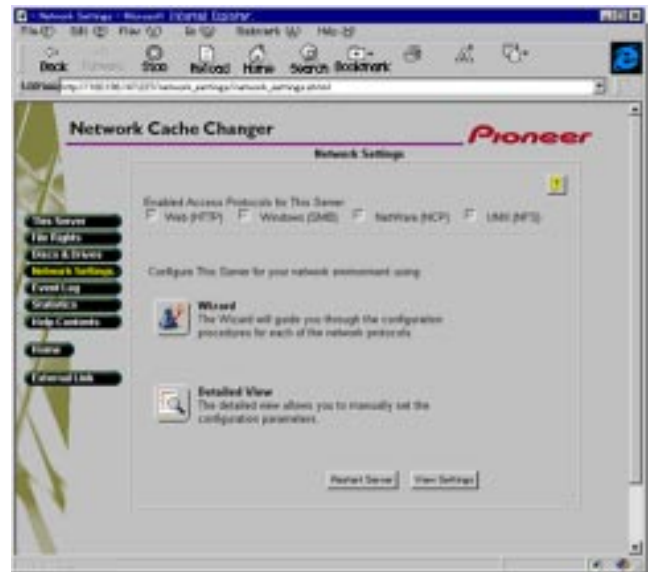 Network Settings - Microsoft Internet Explorer
Back Forward Stop Reload Home Search Bookmark
Network Cache Changer
Pioneer
Network Settings
Enabled Access Protocols for This Server
Web (HTTP) Windows (SMB) NetWare (NCP) UNIX (NFS)
This Server
File Rights
Discs & Drives
Network Settings
Event Log
Statistics
Help Contents
Home
External Link
Configure This Server for your network environment using:
Wizard
The Wizard will guide you through the configuration
procedures for each of the network protocols.
Detailed View
The detailed view allows you to manually set the
configuration parameters.
Restart Server View Settings